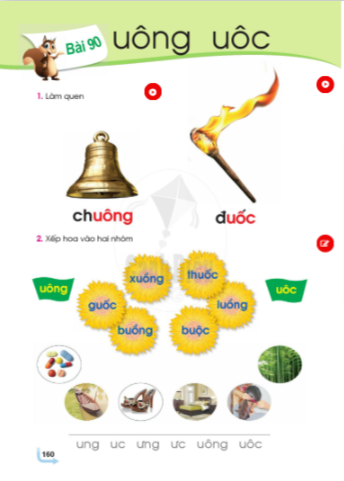 Bài 90
uông uôc
1. Làm quen
chuông
đuốc
2. Xếp hoa vào hai nhóm
uông
uôc
xuồng
thuốc
guốc
luống
buồng
buộc
ung uc ưng ưc uông uôc
160